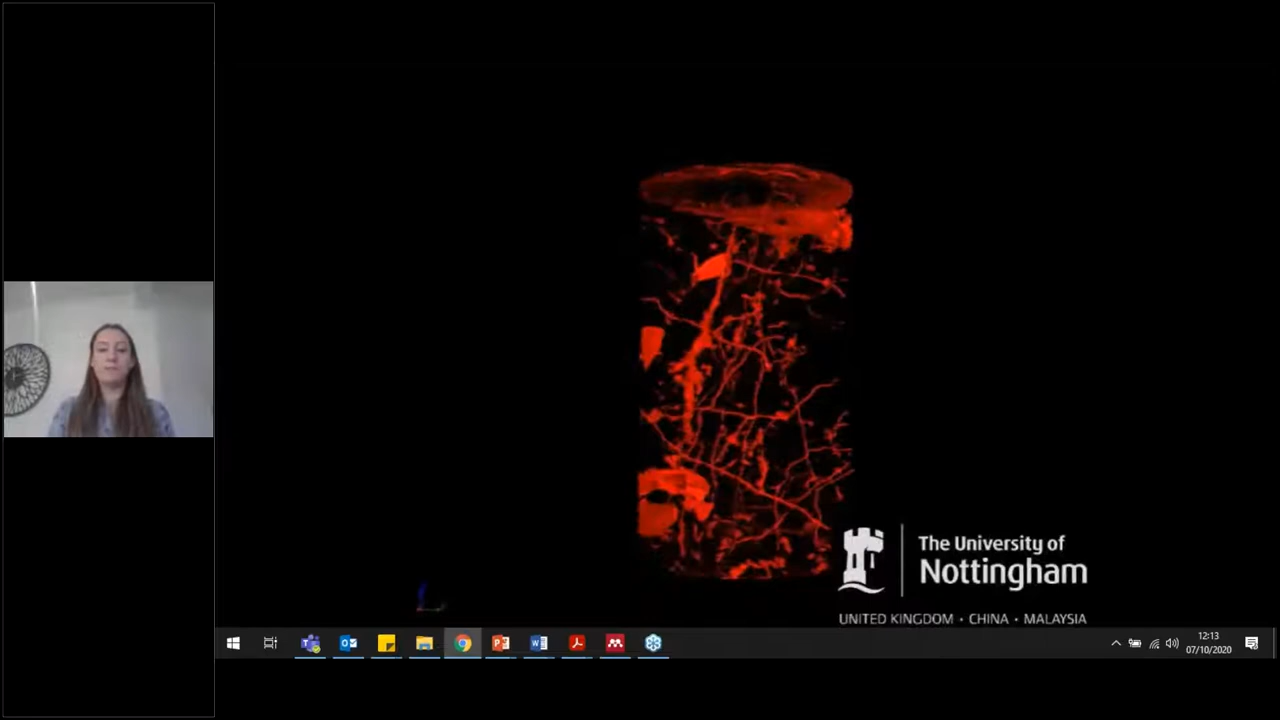 The University of
Nottingham
UNITED KINGDOM · CHINA · MALAYSIA
12:13
07/10/2020